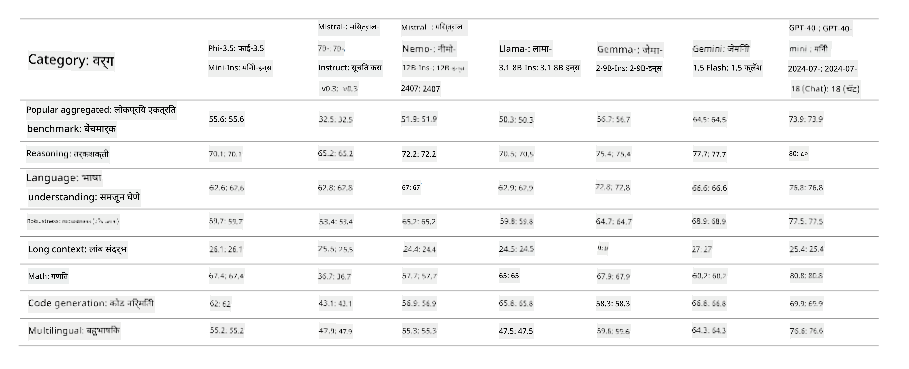 Category: वर्ग
Phi-3.5: काई-3.5
Mini-Ins: मिनी-इन्स
Mistral-: मिस्ट्राल-
7B-: 7B-
Instruct: सूचति करा
v0.3: v0.3
Mistral-: मिस्ट्राल-
Nemo-: नीमो-
12B-Ins-: 12B-इन्स
2407: 2407
Llama-: लामा-
3.1-8B-Ins: 3.1-8B-इन्स
Gemma-: जेमा-
2-9B-Ins: 2-9B-इन्स
Gemini: जेमिनी
1.5 Flash: 1.5 फ्लॅश
GPT-4O-: GPT-4O-
mini-: मिनी
2024-07-: 2024-07-
18 (Chat): 18 (चॅट)
Popular aggregated: लोकप्रिय एकत्रति
benchmark: बेंचमार्क
55.6: 55.6
32.5: 32.5
51.9: 51.9
50.3: 50.3
56.7: 56.7
64.5: 64.5
73.9: 73.9
Reasoning: तर्कशक्ती
70.1: 70.1
65.2: 65.2
72.2: 72.2
70.5: 70.5
75.4: 75.4
77.7: 77.7
80: ८०
Language: भाषा
understanding: समजून घेणे
62.6: 62.6
62.8: 62.8
67: 67
62.9: 62.9
72.8: 72.8
66.6: 66.6
76.8: 76.8
Robustness:
59.7: 59.7
53.4: 53.4
65.2: 65.2
59.8: 59.8
64.7: 64.7
68.9: 68.9
77.5: 77.5
Long context: लांब संदर्भ
26.1: 26.1
25.5: 25.5
24.4: 24.4
24.5: 24.5
27: 27
25.4: 25.4
Math: गणित
67.4: 67.4
36.7: 36.7
57.7: 57.7
65: 65
67.9: 67.9
60.2: 60.2
80.8: 80.8
Code generation: कोड निर्मिती
62: 62
43.1: 43.1
56.9: 56.9
65.8: 65.8
58.3: 58.3
66.8: 66.8
69.9: 69.9
Multilingual: बहुभाषिक
55.2: 55.2
47.9: 47.9
55.3: 55.3
47.5: 47.5
59.6: 59.6
64.3: 64.3
76.6: 76.6